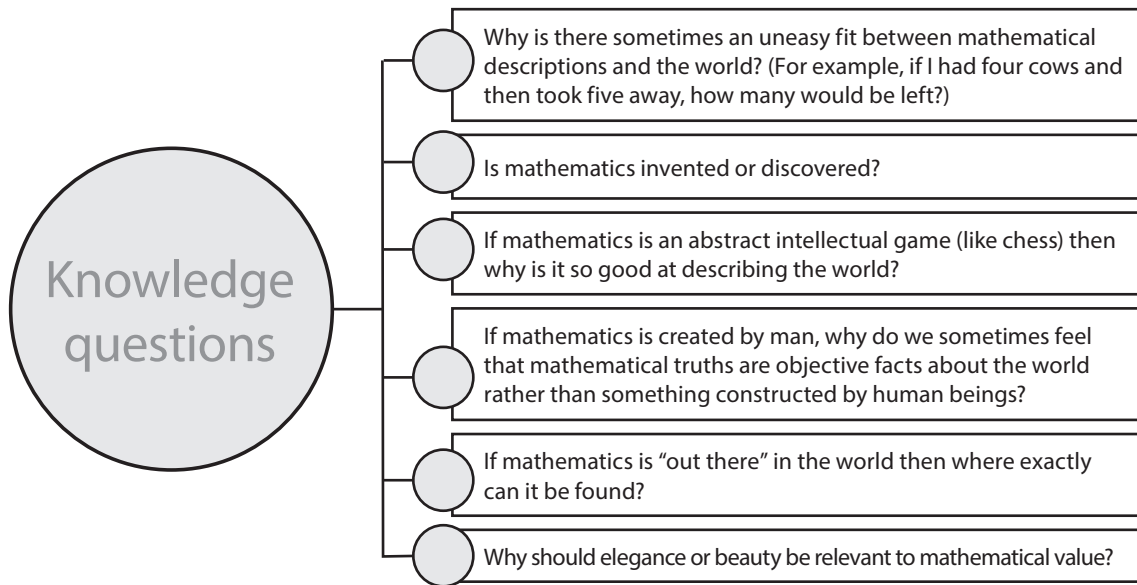 Knowledge
questions
Why is there sometimes an uneasy fit between mathematical
descriptions and the world? (For example, if I had four cows and
then took five away, how many would be left?)
Is mathematics invented or discovered?
If mathematics is an abstract intellectual game (like chess) then
why is it so good at describing the world?
If mathematics is created by man, why do we sometimes feel
that mathematical truths are objective facts about the world
rather than something constructed by human beings?
If mathematics is “out there” in the world then where exactly
can it be found?
Why should elegance or beauty be relevant to mathematical value?